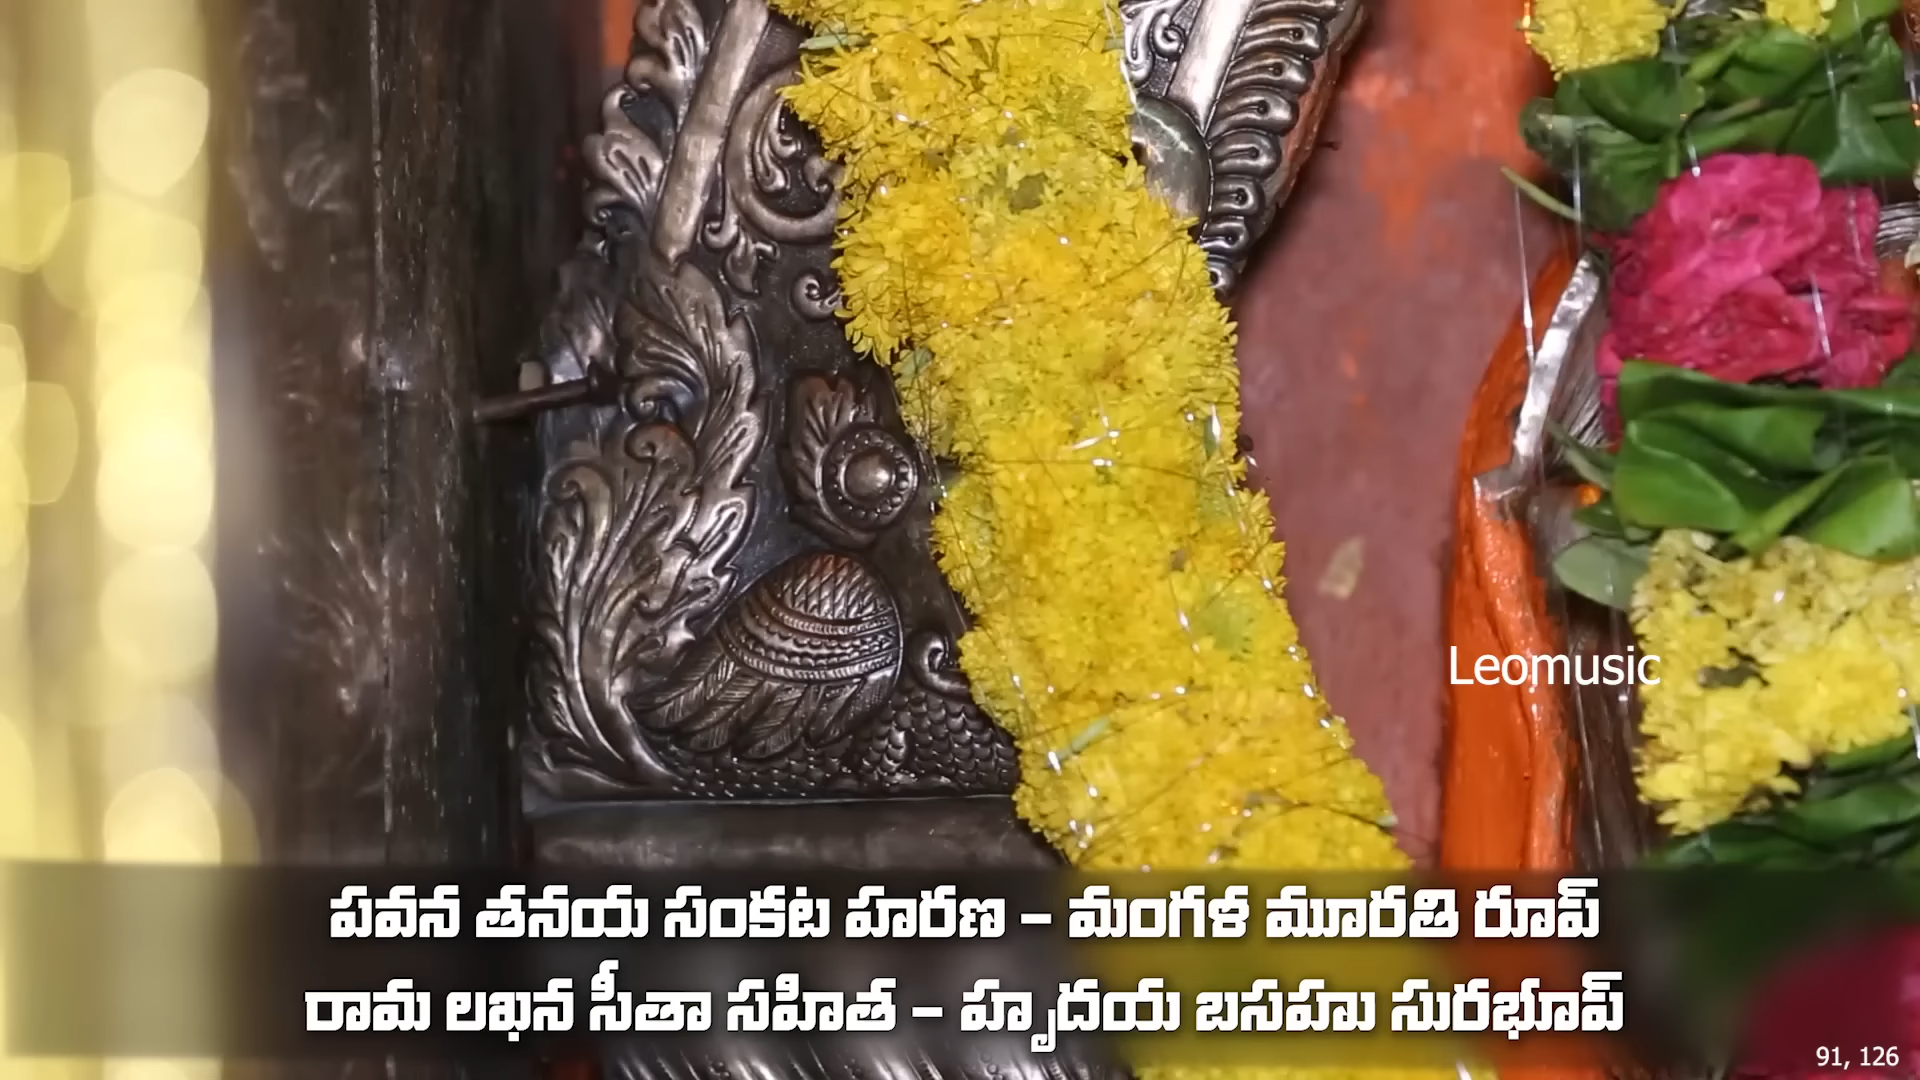 Leomusic
పవన తనయ సంకట హరణ – మంగళ మూరతి రూప్
రామ లఖన సీతా సహిత – హృదయ బసహు సురభూప్
91, 126